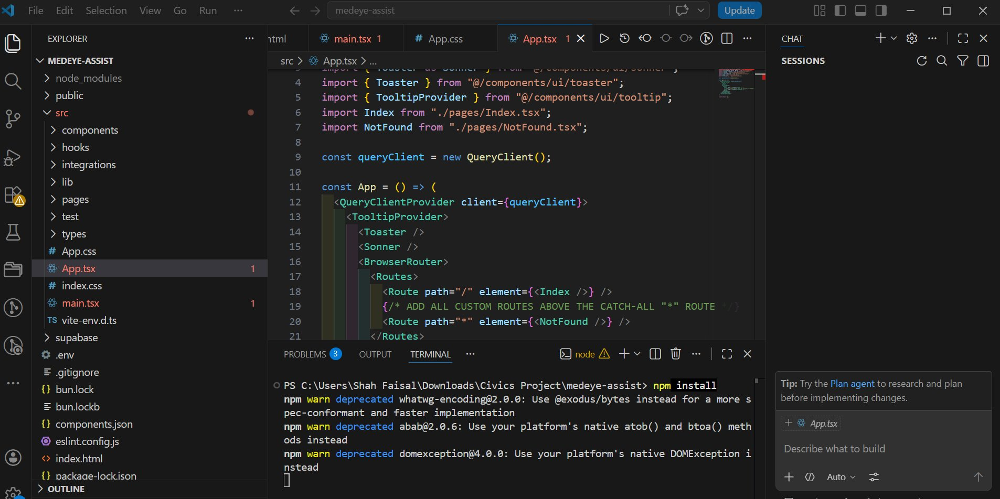 File Edit Selection View Go Run ···
medeye-assist
Update
EXPLORER
MEDEYE-ASSIST
node_modules
public
src
components
hooks
integrations
lib
pages
test
types
# App.css
App.tsx 1
# index.css
main.tsx 1
TS vite-env.d.ts
supabase
.env
.gitignore
{} bun.lock
bun.lockb
{} components.json
eslint.config.js
<> index.html
{} package-lock.json
OUTLINE
html
main.tsx 1
# App.css
App.tsx 1
src > App.tsx > ...
import { Toaster as Sonner } from "@/components/ui/sonner";
4 import { Toaster } from "@/components/ui/toaster";
5 import { TooltipProvider } from "@/components/ui/tooltip";
6 import Index from "./pages/Index.tsx";
7 import NotFound from "./pages/NotFound.tsx";
8
9 const queryClient = new QueryClient();
10
11 const App = () => (
12 <QueryClientProvider client={queryClient}>
13 <TooltipProvider>
14 <Toaster />
15 <Sonner />
16 <BrowserRouter>
17 <Routes>
18 <Route path="/" element={<Index />} />
19 {/* ADD ALL CUSTOM ROUTES ABOVE THE CATCH-ALL "*" ROUTE */}
20 <Route path="*" element={<NotFound />} />
21 </Routes>
PROBLEMS 3 OUTPUT TERMINAL ···
node
PS C:\Users\Shah Faisal\Downloads\Civics Project\medeye-assist> npm install
npm warn deprecated whatwg-encoding@2.0.0: Use @exodus/bytes instead for a more s
pec-conformant and faster implementation
npm warn deprecated abab@2.0.6: Use your platform's native atob() and btoa() meth
ods instead
npm warn deprecated domexception@4.0.0: Use your platform's native DOMException i
nstead
CHAT
SESSIONS
Tip: Try the Plan agent to research and plan
before implementing changes.
App.tsx
Describe what to build
Auto